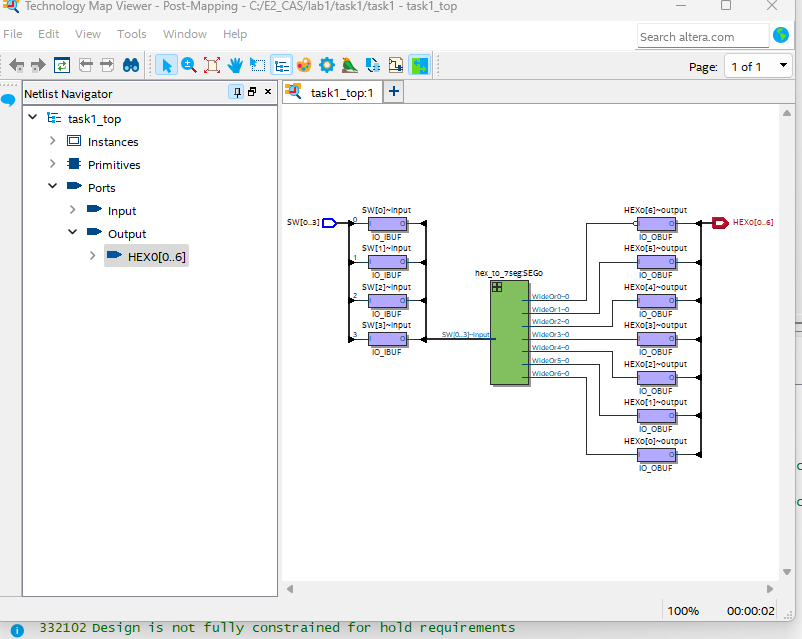 Technology Map Viewer - Post-Mapping - C:/E2_CAS/lab1/task1/task1 - task1_top
File Edit View Tools Window Help
Search altera.com
Page: 1 of 1
Netlist Navigator
task1_top:1
task1_top
Instances
Primitives
Ports
Input
Output
HEX0[0..6]
SW[0..3]
SW[0]~input
0
IO_IBUF
SW[1]~input
1
IO_IBUF
SW[2]~input
2
IO_IBUF
SW[3]~input
3
IO_IBUF
hex_to_7seg:SEG0
SW[0..3]~input
WideOr0~0
WideOr1~0
WideOr2~0
WideOr3~0
WideOr4~0
WideOr5~0
WideOr6~0
HEX0[6]~output
IO_OBUF
HEX0[5]~output
IO_OBUF
HEX0[4]~output
IO_OBUF
HEX0[3]~output
IO_OBUF
HEX0[2]~output
IO_OBUF
HEX0[1]~output
IO_OBUF
HEX0[0]~output
IO_OBUF
HEX0[0..6]
100% 00:00:02
332102 Design is not fully constrained for hold requirements